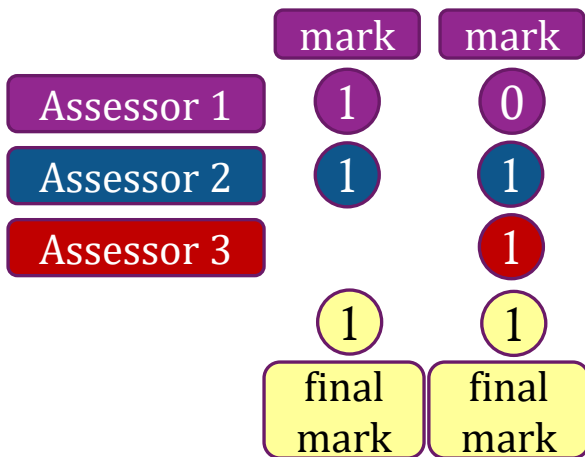 mark mark
Assessor 1 1 0
Assessor 2 1 1
Assessor 3 1
1 1
final final
mark mark